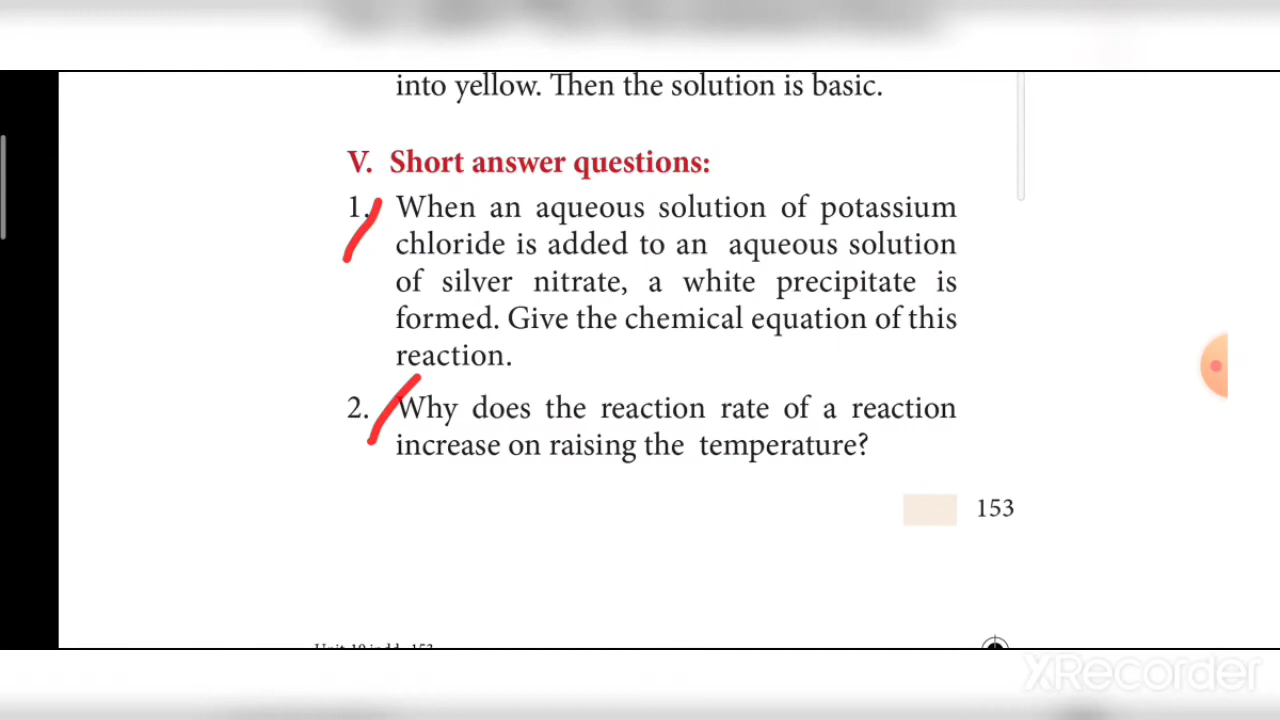 into yellow. Then the solution is basic.
V. Short answer questions:
1. When an aqueous solution of potassium
chloride is added to an aqueous solution
of silver nitrate, a white precipitate is
formed. Give the chemical equation of this
reaction.
2. Why does the reaction rate of a reaction
increase on raising the temperature?
153
XRecorder